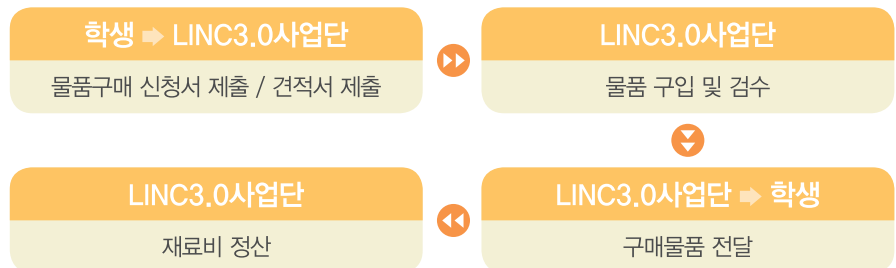 학생 ➡ LINC3.0사업단
물품구매 신청서 제출 / 견적서 제출
LINC3.0사업단
물품 구입 및 검수
LINC3.0사업단 ➡ 학생
구매물품 전달
LINC3.0사업단
재료비 정산